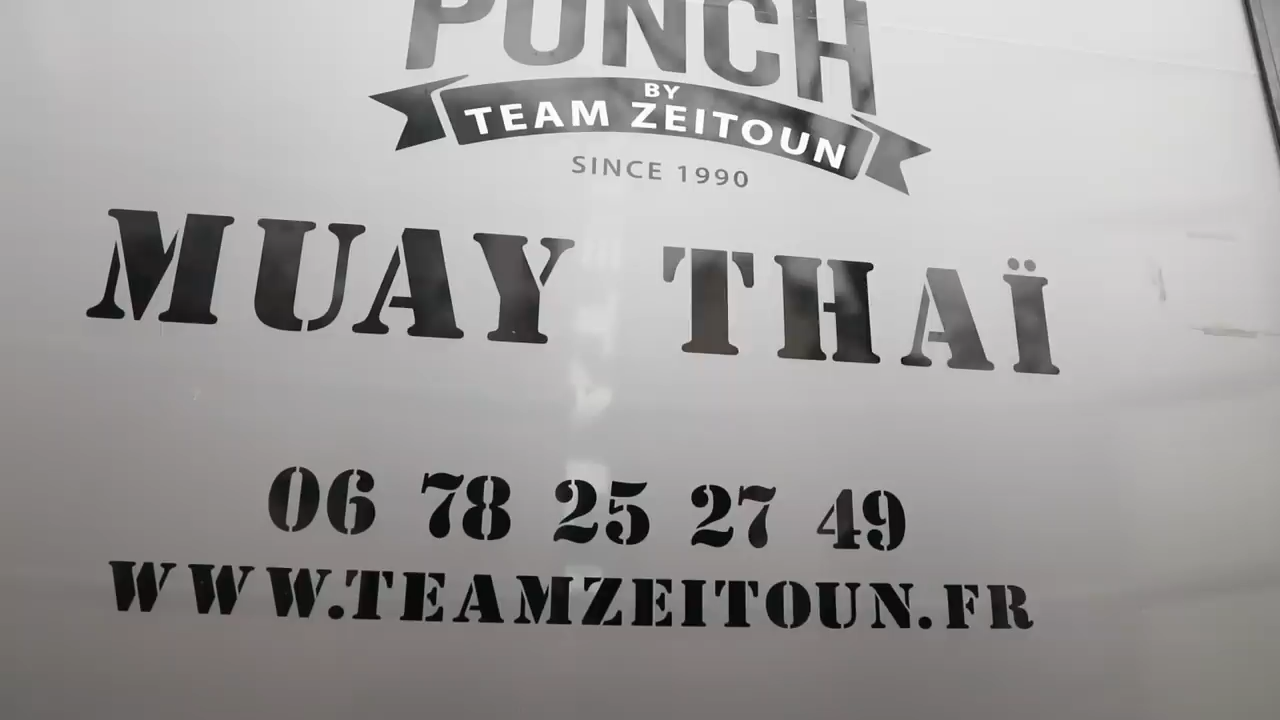 PUNCH
BY
TEAM ZEITOUN
SINCE 1990
MUAY THAÏ
06 78 25 27 49
WWW.TEAMZEITOUN.FR